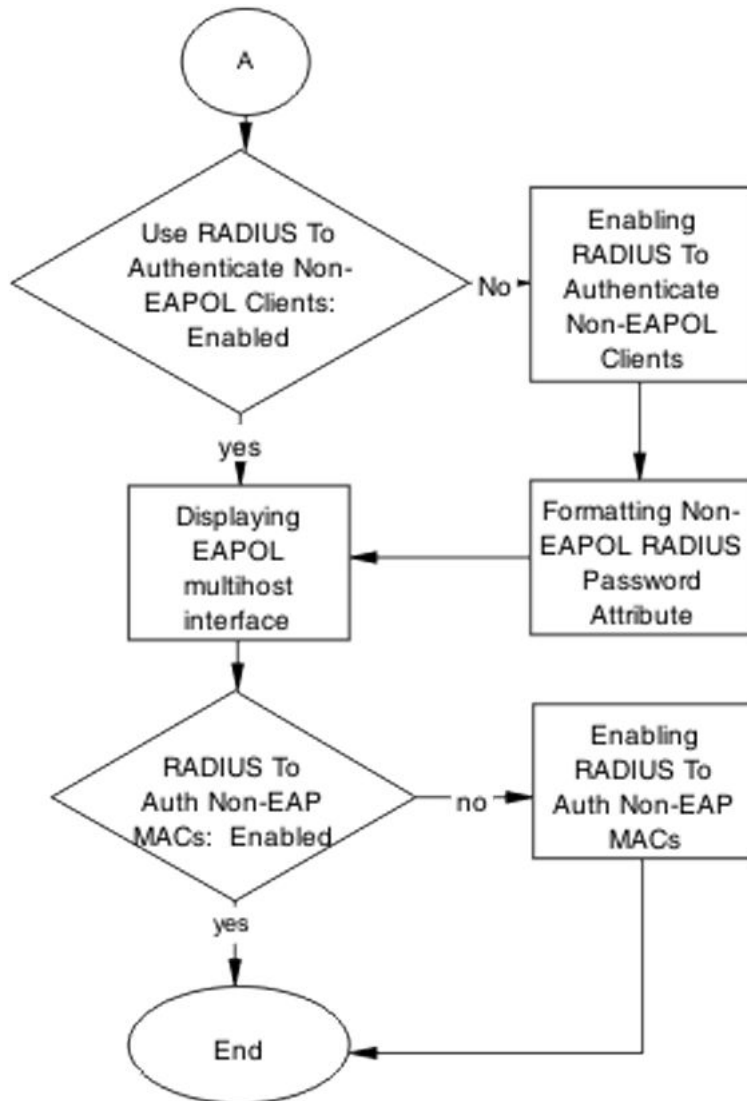 A
Use RADIUS To
Authenticate Non-
EAPOL Clients:
Enabled
No
Enabling
RADIUS To
Authenticate
Non-EAPOL
Clients
yes
Displaying
EAPOL
multihost
interface
Formatting Non-
EAPOL RADIUS
Password
Attribute
RADIUS To
Auth Non-EAP
MACs: Enabled
no
Enabling
RADIUS To
Auth Non-EAP
MACs
yes
End